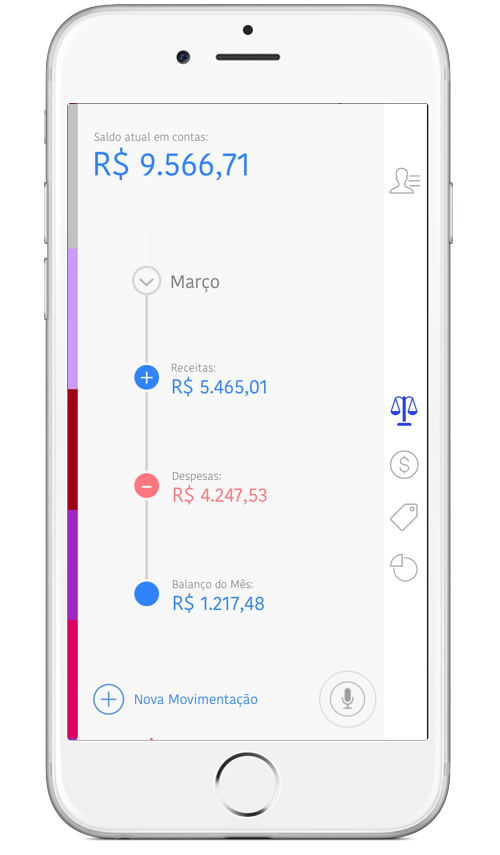 Saldo atual em contas:
R$ 9.566,71
Março
Receitas:
R$ 5.465,01
Despesas:
R$ 4.247,53
Balanço do Mês:
R$ 1.217,48
Nova Movimentação